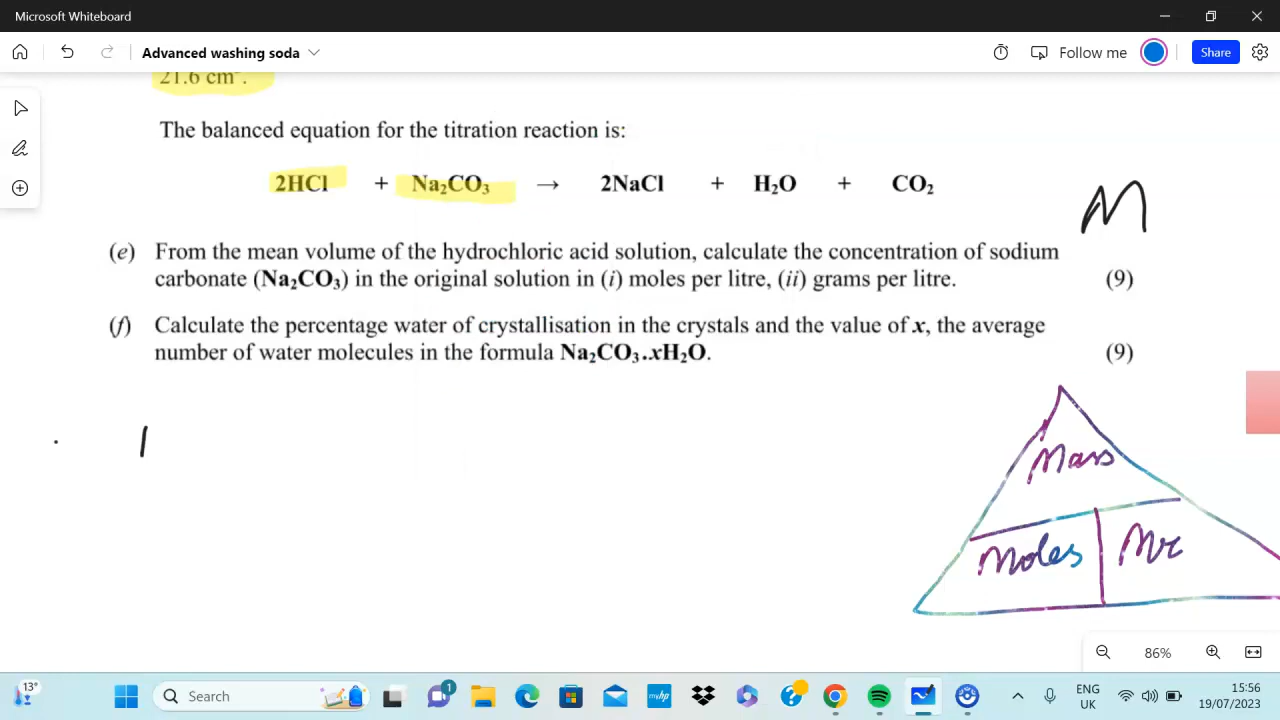 Microsoft Whiteboard
Advanced washing soda
Follow me
Share
21.6 cm³.
The balanced equation for the titration reaction is:
2HCl + Na₂CO₃ → 2NaCl + H₂O + CO₂
M
(e) From the mean volume of the hydrochloric acid solution, calculate the concentration of sodium
carbonate (Na₂CO₃) in the original solution in (i) moles per litre, (ii) grams per litre. (9)
(f) Calculate the percentage water of crystallisation in the crystals and the value of x, the average
number of water molecules in the formula Na₂CO₃.xH₂O. (9)
Mass
Moles Mr
86%
13°
Search
1
myhp
ENG
UK
15:56
19/07/2023